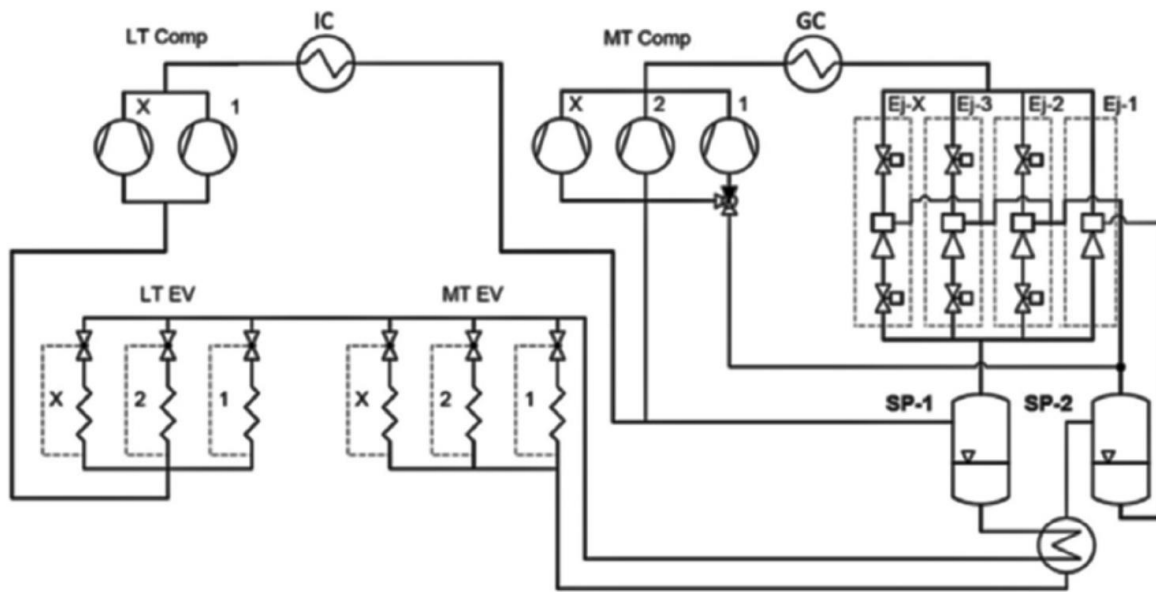 IC
GC
LT Comp
MT Comp
X 1
X 2 1
Ej-X Ej-3 Ej-2 Ej-1
LT EV
MT EV
X 2 1
X 2 1
SP-1 SP-2